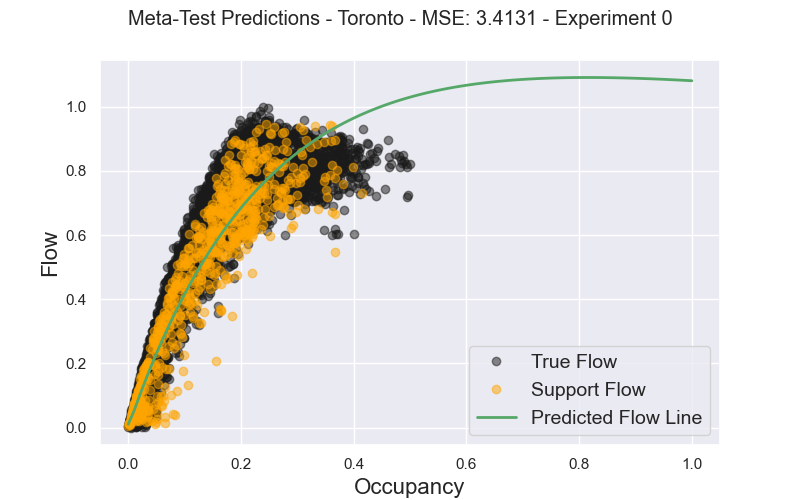 Meta-Test Predictions - Toronto - MSE: 3.4131 - Experiment 0
Flow
1.0
0.8
0.6
0.4
0.2
0.0
True Flow
Support Flow
Predicted Flow Line
0.0 0.2 0.4 0.6 0.8 1.0
Occupancy